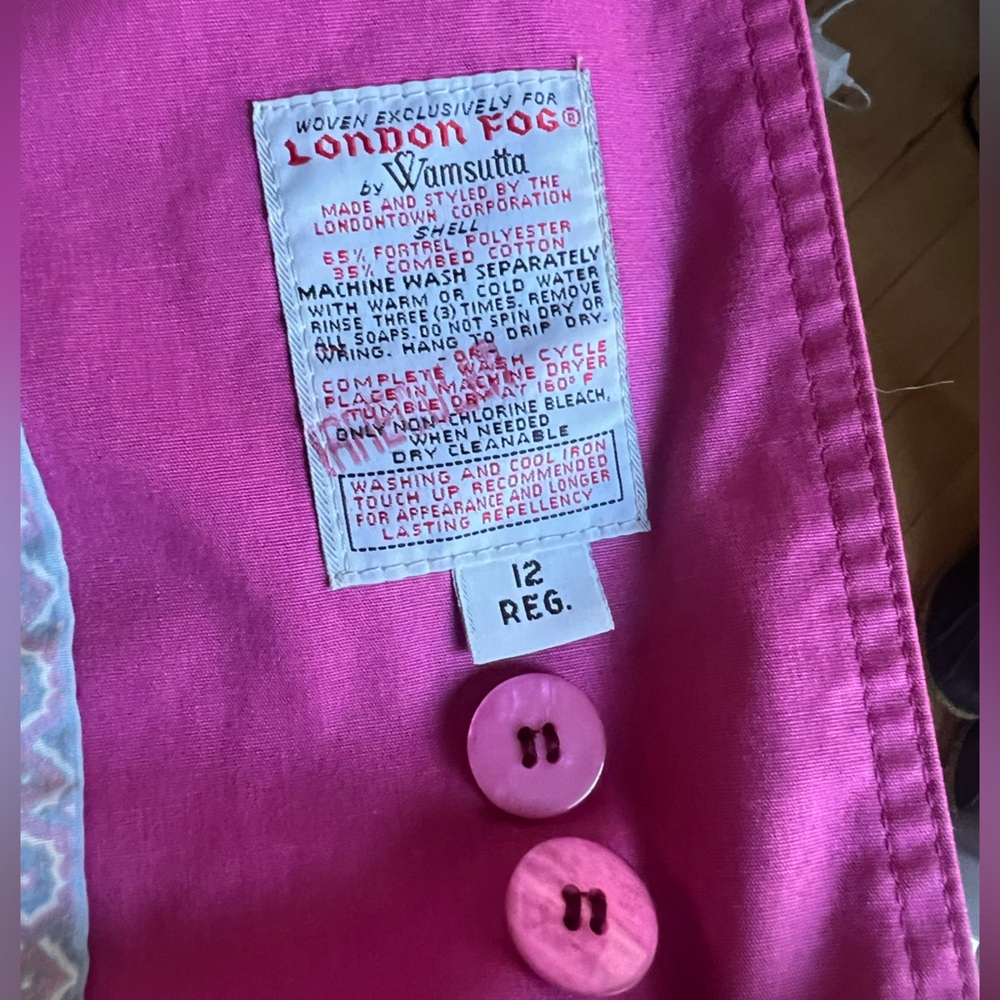 WOVEN EXCLUSIVELY FOR
LONDON FOG®
by Wamsutta
MADE AND STYLED BY THE
LONDONTOWN CORPORATION
SHELL
65% FORTREL POLYESTER
35% COMBED COTTON
MACHINE WASH SEPARATELY
WITH WARM OR COLD WATER
RINSE THREE (3) TIMES. REMOVE
ALL SOAPS. DO NOT SPIN DRY OR
WRING. HANG TO DRIP DRY.
- OR -
COMPLETE WASH CYCLE
PLACE IN MACHINE DRYER
TUMBLE DRY AT 160° F
ONLY NON-CHLORINE BLEACH,
WHEN NEEDED
DRY CLEANABLE
WASHING AND COOL IRON
TOUCH UP RECOMMENDED
FOR APPEARANCE AND LONGER
LASTING REPELLENCY
12
REG.